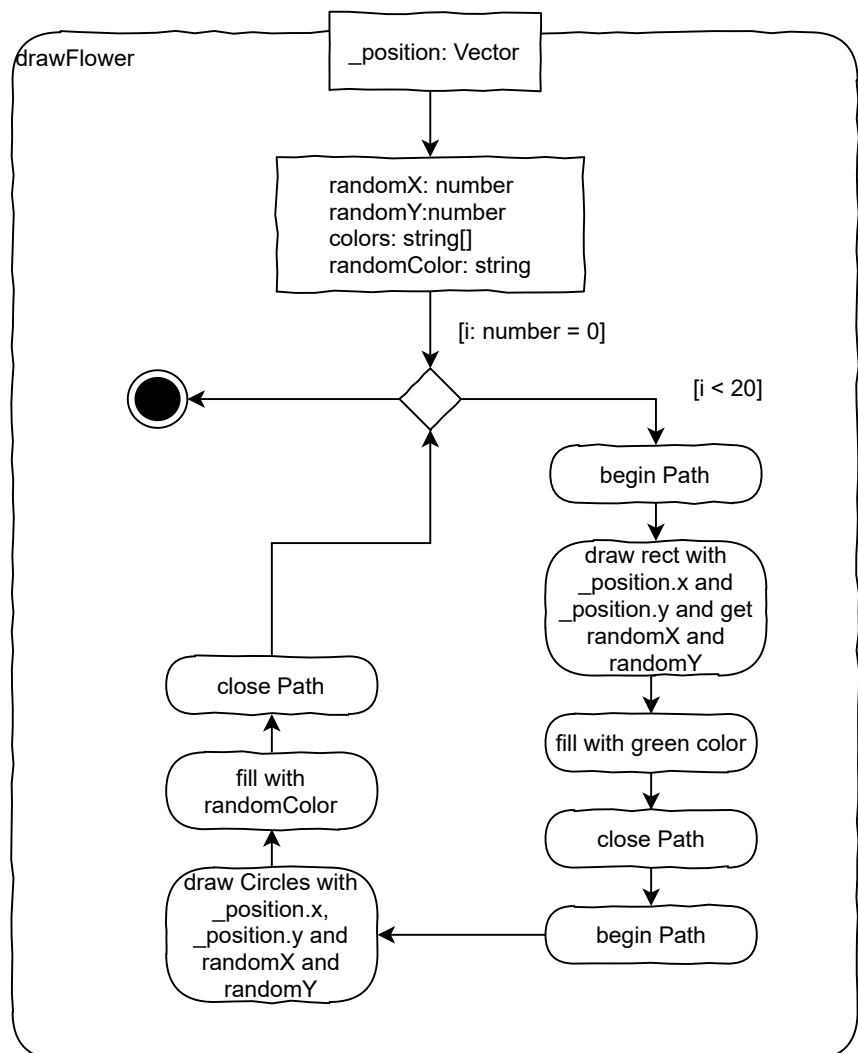 drawFlower
_position: Vector
randomX: number
randomY:number
colors: string[]
randomColor: string
[i: number = 0]
[i < 20]
begin Path
draw rect with
_position.x and
_position.y and get
randomX and
randomY
fill with green color
close Path
begin Path
draw Circles with
_position.x,
_position.y and
randomX and
randomY
fill with
randomColor
close Path